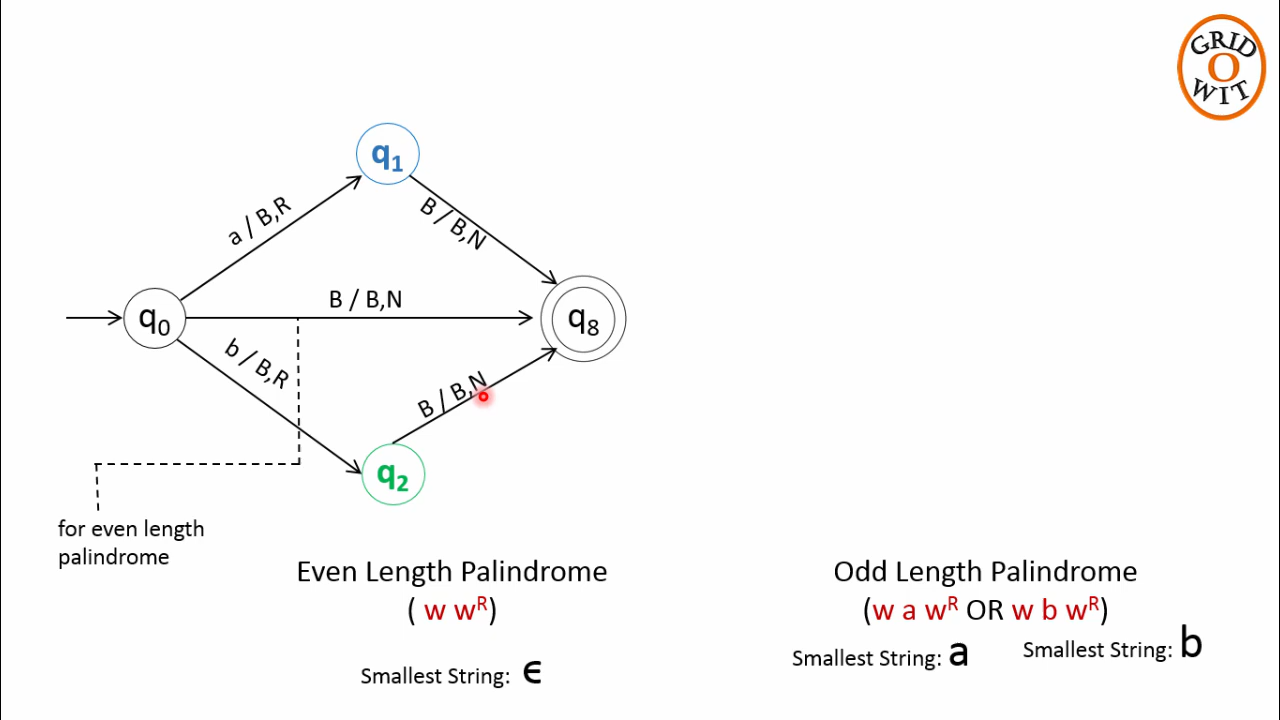 GRID
O
WIT
q1
a / B,R
B / B,N
B / B,N
q0
q8
b / B,R
B / B,N
q2
for even length
palindrome
Even Length Palindrome
( w wᴿ)
Smallest String: ϵ
Odd Length Palindrome
(w a wᴿ OR w b wᴿ)
Smallest String: a
Smallest String: b